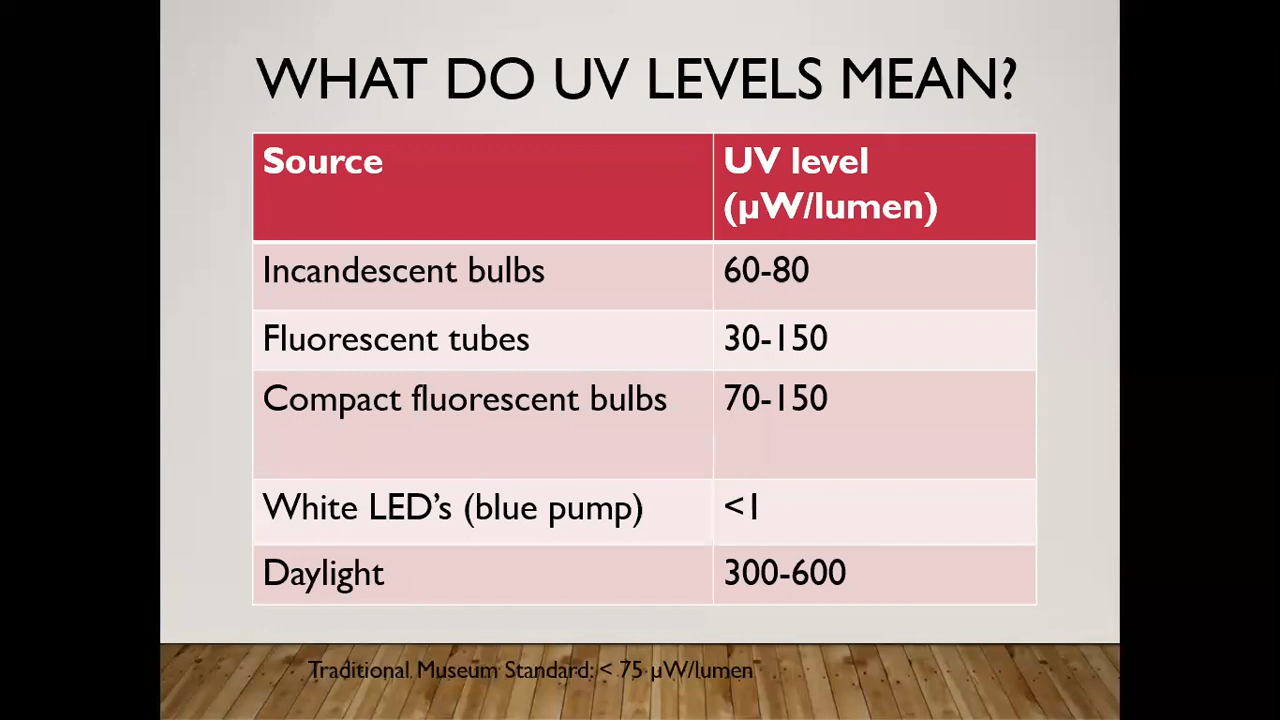 WHAT DO UV LEVELS MEAN?
Source
UV level
(µW/lumen)
Incandescent bulbs
60-80
Fluorescent tubes
30-150
Compact fluorescent bulbs
70-150
White LED’s (blue pump)
<1
Daylight
300-600
Traditional Museum Standard: < 75 µW/lumen